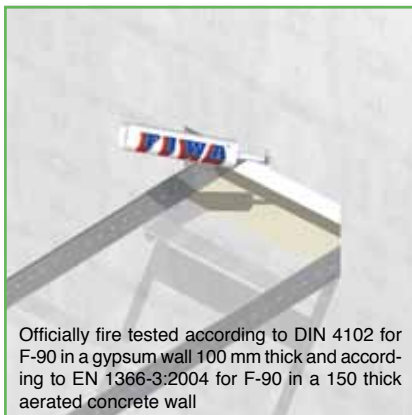 FIWA
Officially fire tested according to DIN 4102 for
F-90 in a gypsum wall 100 mm thick and accord-
ing to EN 1366-3:2004 for F-90 in a 150 thick
aerated concrete wall